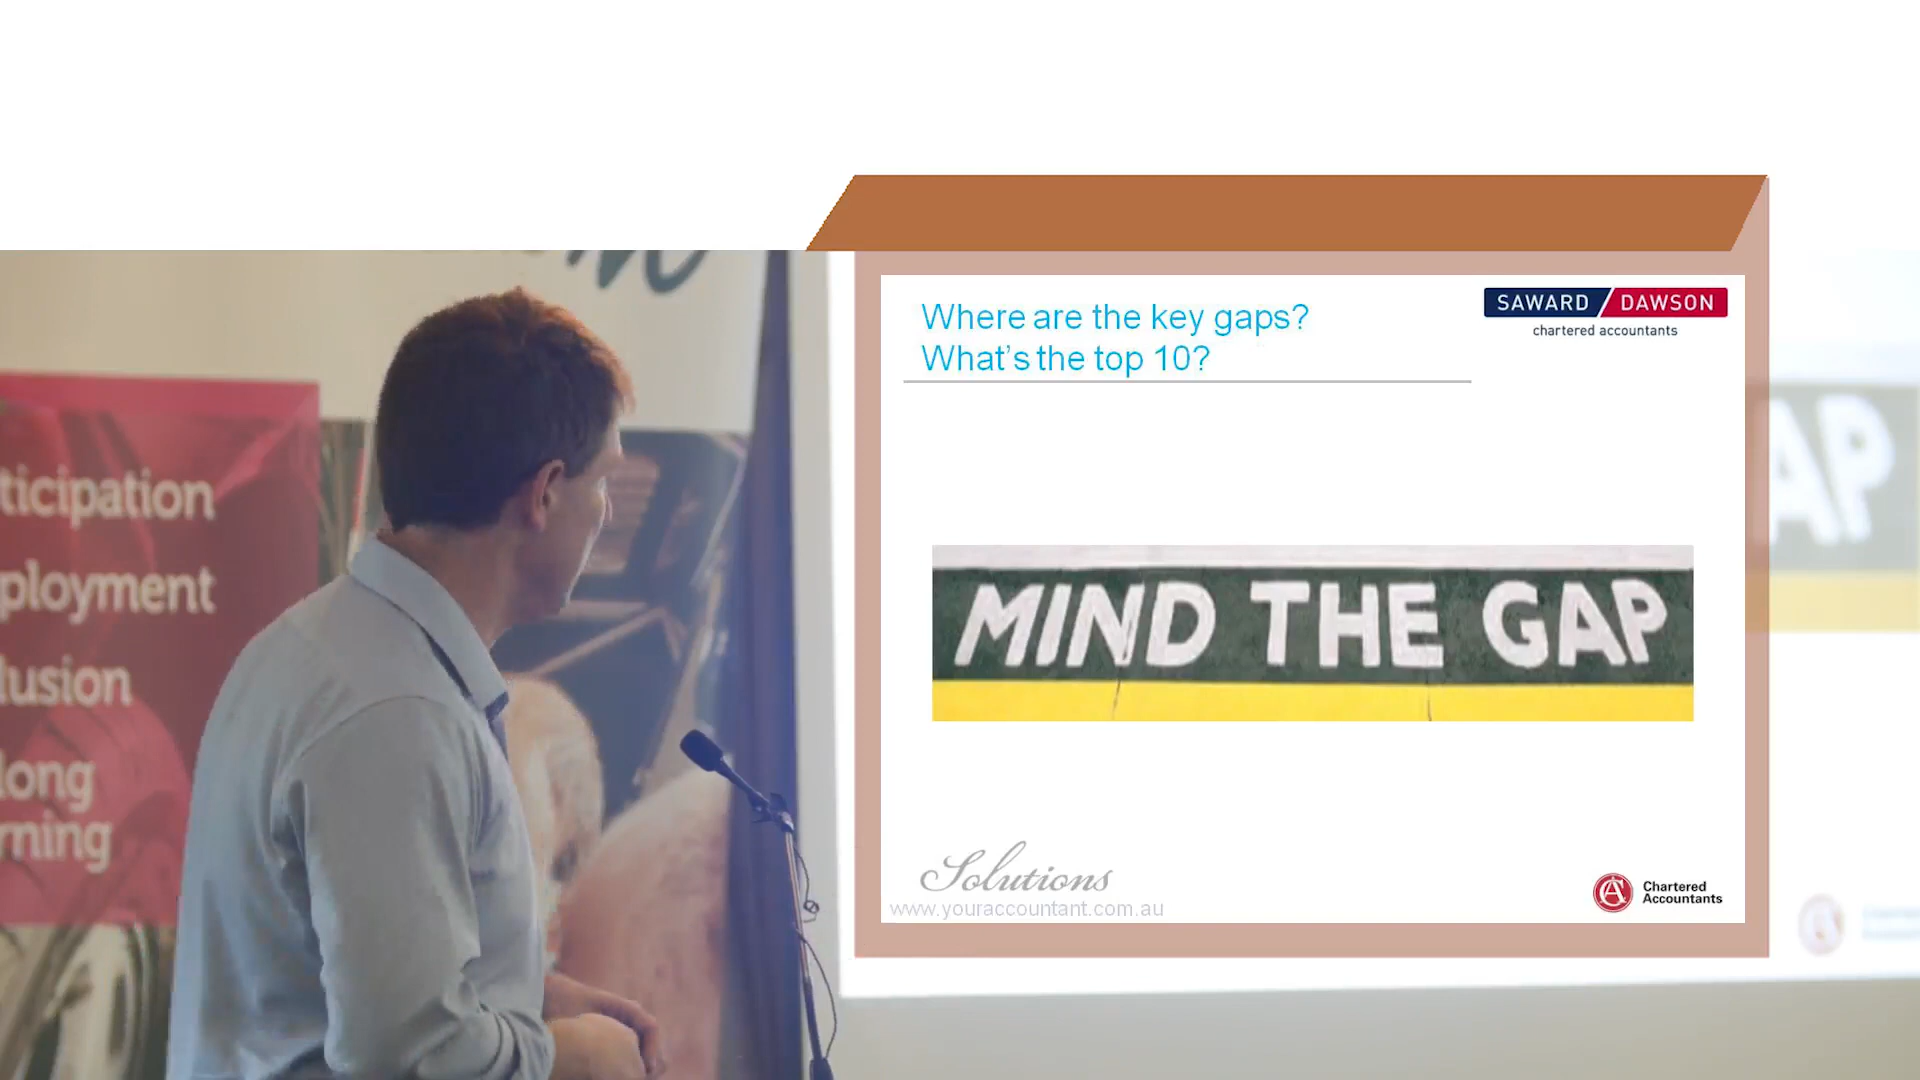 ticipation
ployment
lusion
long
rning
Where are the key gaps?
What's the top 10?
SAWARD DAWSON
chartered accountants
MIND THE GAP
Solutions
www.youraccountant.com.au
CA
Chartered
Accountants
AP